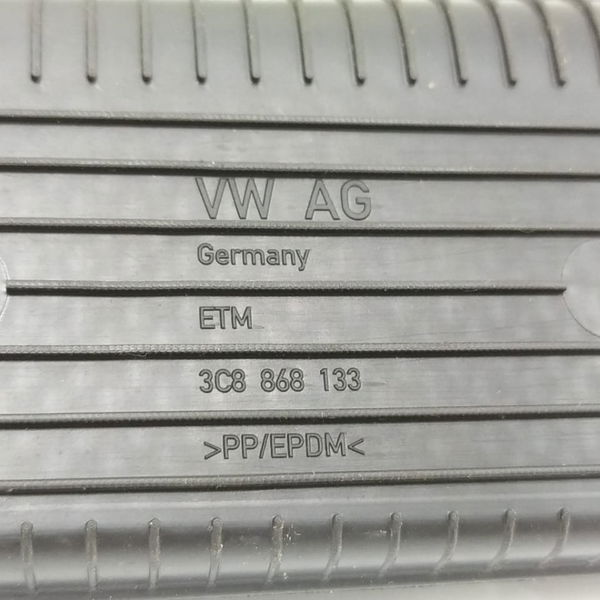 VW AG
Germany
ETM
3C8 868 133
>PP/EPDM<